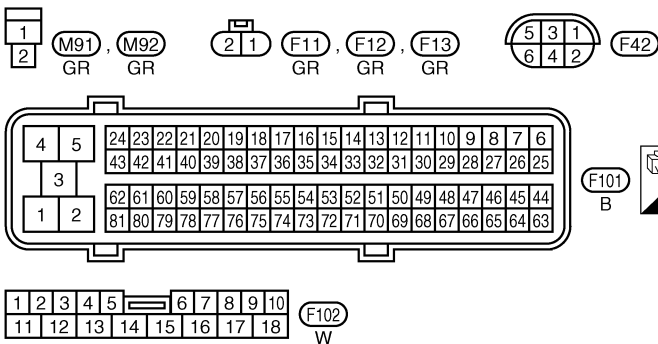 1
2
M91 , M92
GR GR
2 1
F11 , F12 , F13
GR GR GR
5 3 1
6 4 2
F42
4 5
3
1 2
24 23 22 21 20 19 18 17 16 15 14 13 12 11 10 9 8 7 6
43 42 41 40 39 38 37 36 35 34 33 32 31 30 29 28 27 26 25
62 61 60 59 58 57 56 55 54 53 52 51 50 49 48 47 46 45 44
81 80 79 78 77 76 75 74 73 72 71 70 69 68 67 66 65 64 63
F101
B
1 2 3 4 5 6 7 8 9 10
11 12 13 14 15 16 17 18
F102
W